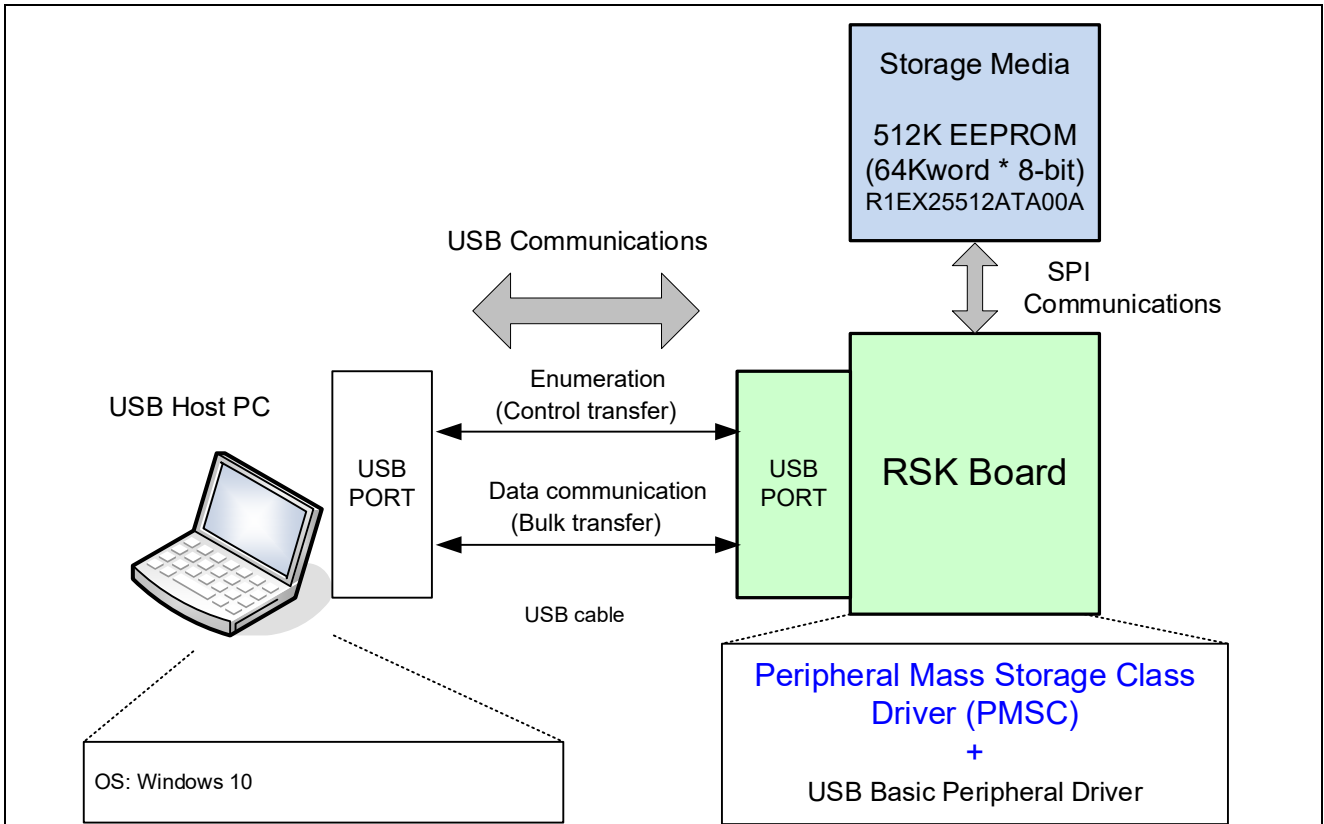 Storage Media
512K EEPROM
(64Kword * 8-bit)
R1EX25512ATA00A
USB Communications
SPI
Communications
Enumeration
(Control transfer)
USB Host PC
USB
PORT
USB
PORT
RSK Board
Data communication
(Bulk transfer)
USB cable
Peripheral Mass Storage Class
Driver (PMSC)
+
USB Basic Peripheral Driver
OS: Windows 10